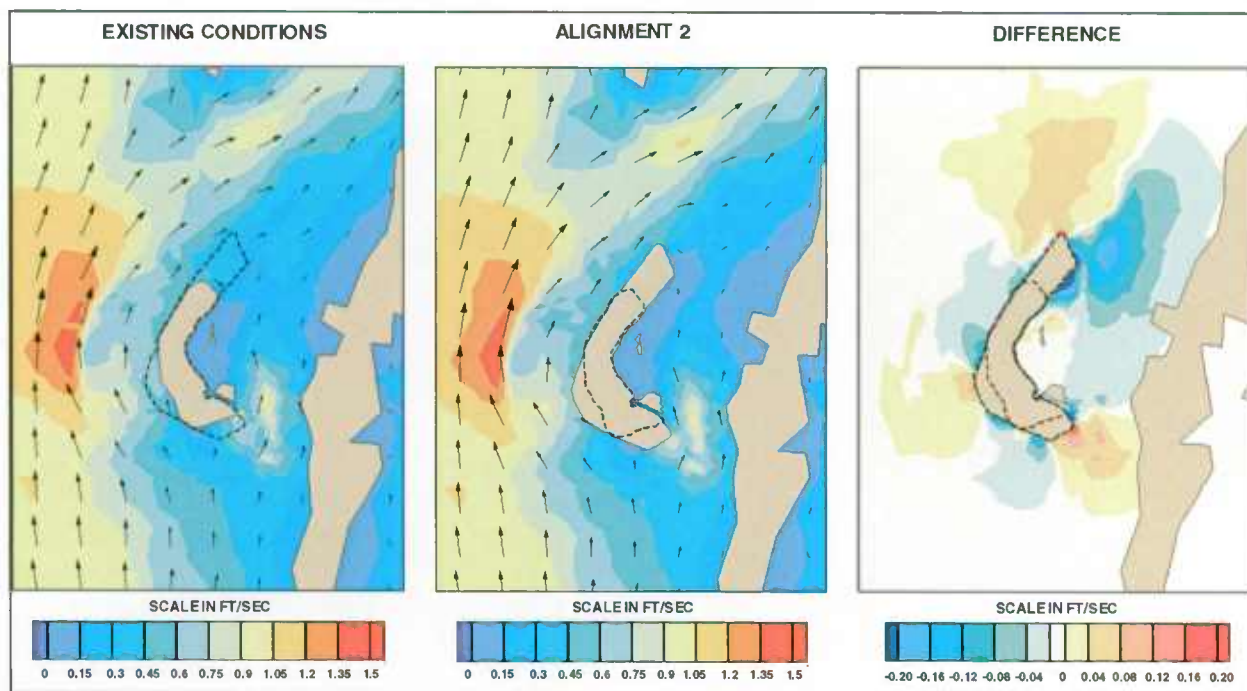 EXISTING CONDITIONS
ALIGNMENT 2
DIFFERENCE
SCALE IN FT/SEC
0 0.15 0.3 0.45 0.6 0.75 0.9 1.05 1.2 1.35 1.5
SCALE IN FT/SEC
0 0.15 0.3 0.45 0.6 0.75 0.9 1.05 1.2 1.35 1.5
SCALE IN FT/SEC
-0.20 -0.16 -0.12 -0.08 -0.04 0 0.04 0.08 0.12 0.16 0.20